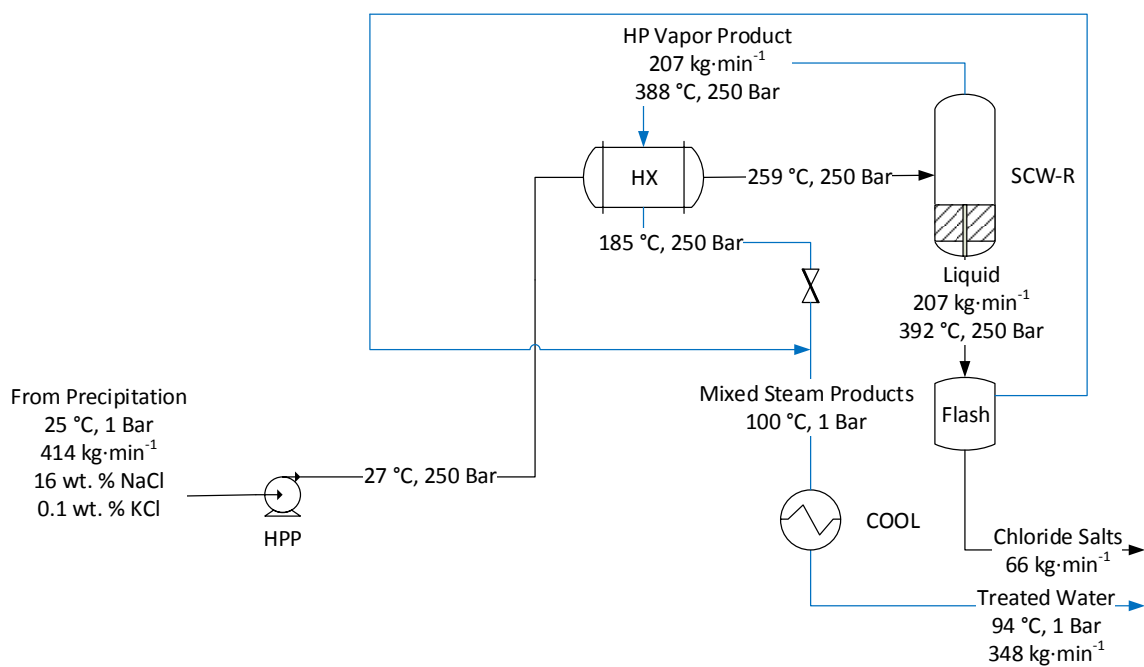 HP Vapor Product
207 kg·min⁻¹
388 °C, 250 Bar
HX
259 °C, 250 Bar
SCW-R
185 °C, 250 Bar
Liquid
207 kg·min⁻¹
392 °C, 250 Bar
From Precipitation
25 °C, 1 Bar
414 kg·min⁻¹
16 wt. % NaCl
0.1 wt. % KCl
27 °C, 250 Bar
HPP
Mixed Steam Products
100 °C, 1 Bar
Flash
COOL
Chloride Salts
66 kg·min⁻¹
Treated Water
94 °C, 1 Bar
348 kg·min⁻¹